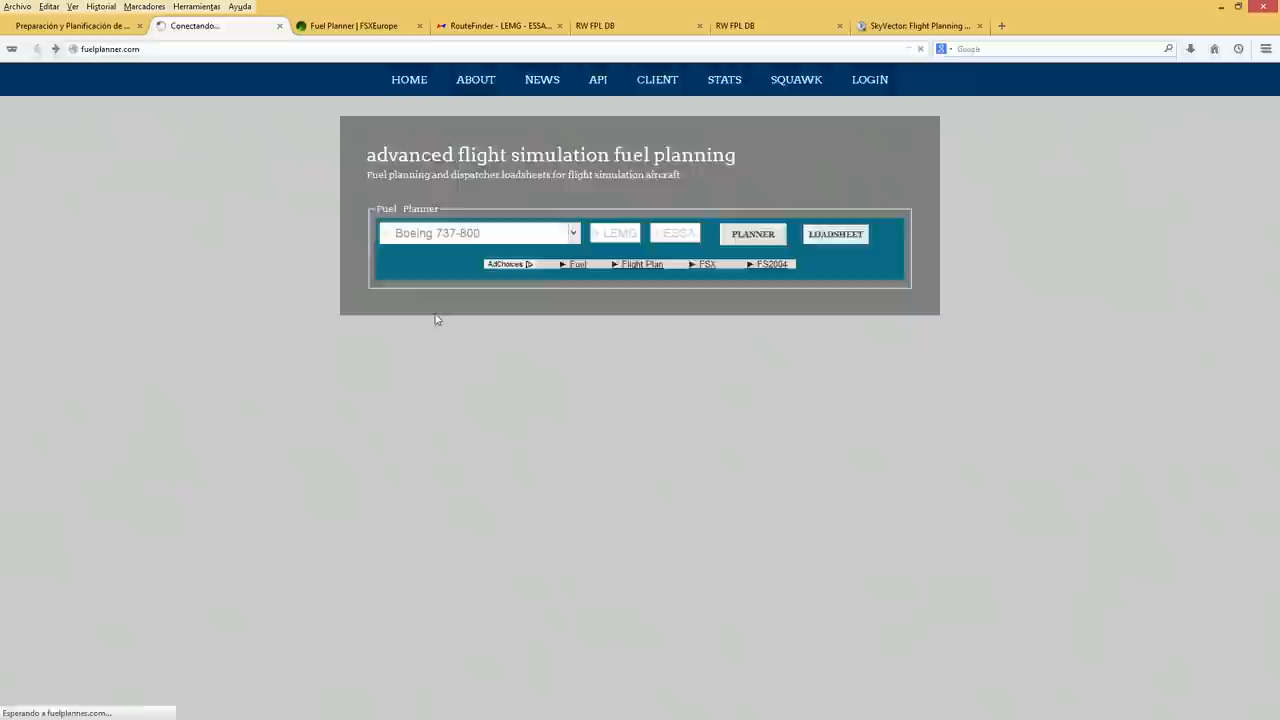 Archivo Editar Ver Historial Marcadores Herramientas Ayuda
Preparación y Planificación de ... Conectando... Fuel Planner | FSXEurope RouteFinder - LEMG - ESSA... RW FPL DB RW FPL DB SkyVector: Flight Planning ...
fuelplanner.com Google
HOME ABOUT NEWS API CLIENT STATS SQUAWK LOGIN
advanced flight simulation fuel planning
Fuel planning and dispatcher loadsheets for flight simulation aircraft
Fuel Planner
Boeing 737-800 LEMG ESSA PLANNER LOADSHEET
AdChoices Fuel Flight Plan FSX FS2004
Esperando a fuelplanner.com...